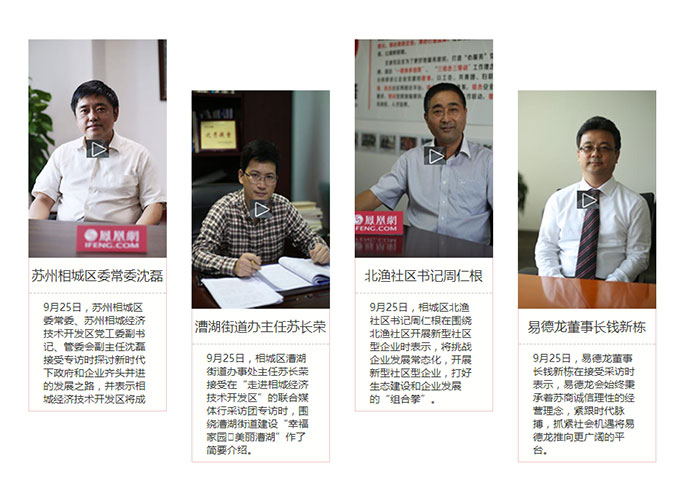 鳳凰網
IFENG.COM
苏州相城区委常委沈磊
9月25日，苏州相城区
委常委、苏州相城经济
技术开发区党工委副书
记、管委会副主任沈磊
接受专访时探讨新时代
下政府和企业齐头并进
的发展之路，并表示相
城经济技术开发区将成
漕湖街道办主任苏长荣
9月25日，相城区漕湖
街道办事处主任苏长荣
接受在“走进相城经济
技术开发区”的联合媒
体行采访团专访时，围
绕漕湖街道建设“幸福
家园▯美丽漕湖”作了
简要介绍。
鳳凰網
IFENG.COM
北渔社区书记周仁根
9月25日，相城区北渔
社区书记周仁根在围绕
北渔社区开展新型社区
型企业时表示，将挑战
企业发展常态化，开展
新型社区型企业，打好
生态建设和企业发展
的“组合拳”。
易德龙董事长钱新栋
9月25日，易德龙董事
长钱新栋在接受采访时
表示，易德龙会始终秉
承着苏商诚信理性的经
营理念，紧跟时代脉
搏，抓紧社会机遇将易
德龙推向更广阔的平
台。